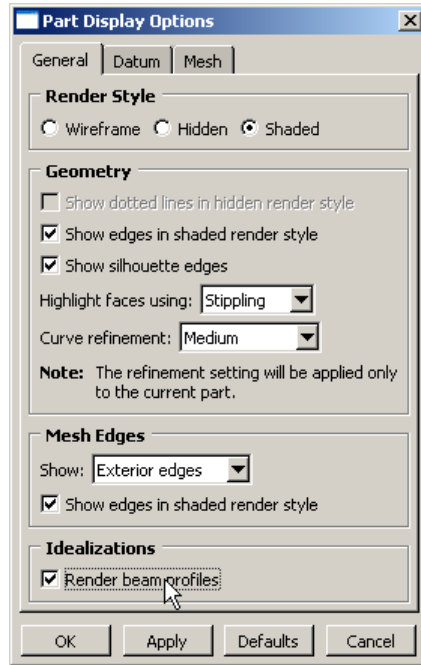 Part Display Options
General Datum Mesh
Render Style
Wireframe Hidden Shaded
Geometry
Show dotted lines in hidden render style
Show edges in shaded render style
Show silhouette edges
Highlight faces using: Stippling
Curve refinement: Medium
Note: The refinement setting will be applied only
to the current part.
Mesh Edges
Show: Exterior edges
Show edges in shaded render style
Idealizations
Render beam profiles
OK Apply Defaults Cancel